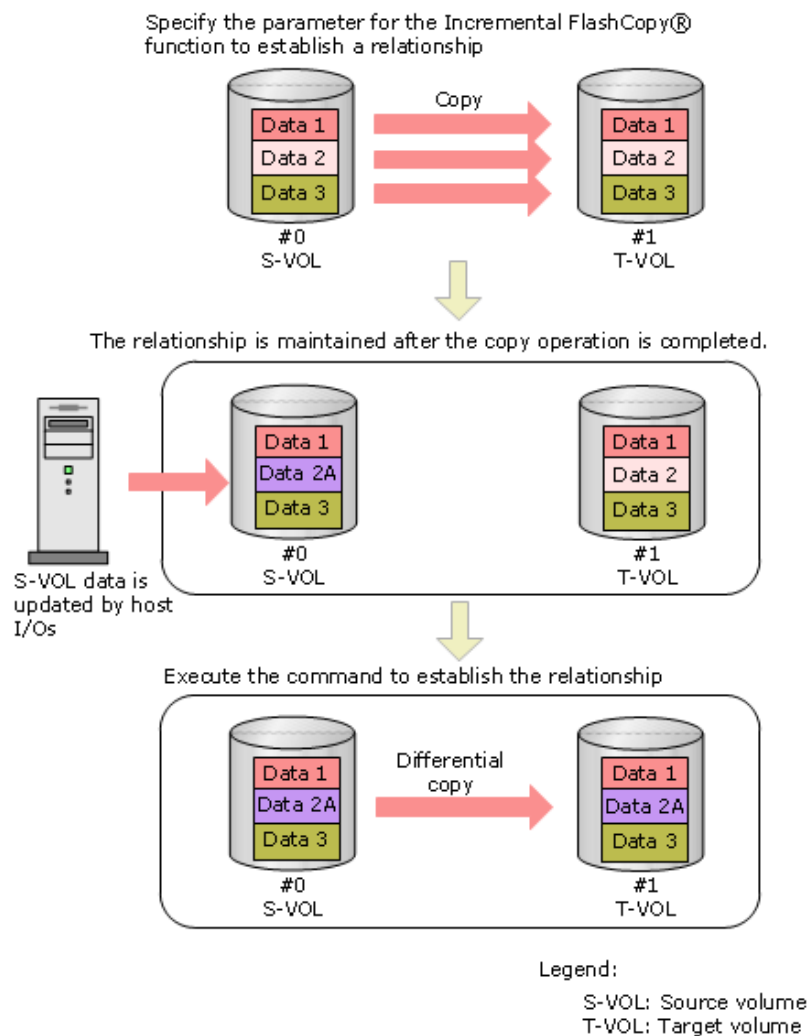 Specify the parameter for the Incremental FlashCopy®
function to establish a relationship
Copy
Data 1
Data 2
Data 3
#0
S-VOL
Data 1
Data 2
Data 3
#1
T-VOL
The relationship is maintained after the copy operation is completed.
S-VOL data is
updated by host
I/Os
Data 1
Data 2A
Data 3
#0
S-VOL
Data 1
Data 2
Data 3
#1
T-VOL
Execute the command to establish the relationship
Data 1
Data 2A
Data 3
#0
S-VOL
Differential
copy
Data 1
Data 2A
Data 3
#1
T-VOL
Legend:
S-VOL: Source volume
T-VOL: Target volume